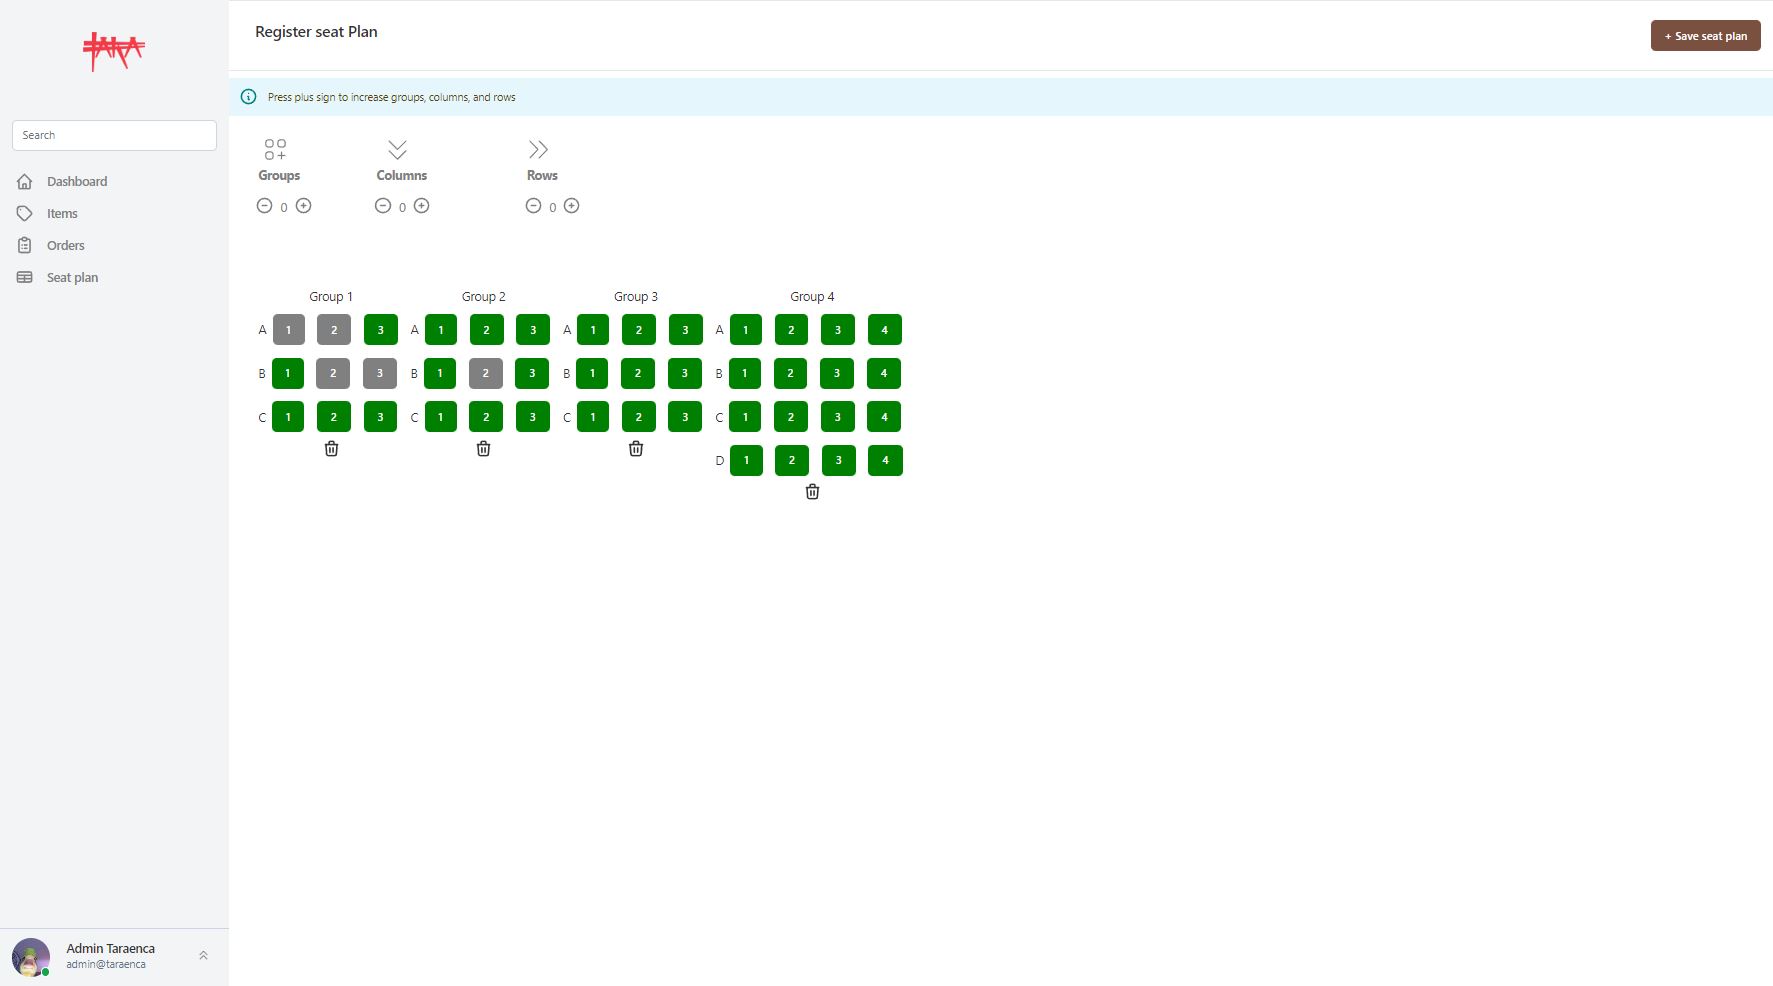 TARA
Search
Dashboard
Items
Orders
Seat plan
Admin Taraenca
admin@taraenca
Register seat Plan
+ Save seat plan
Press plus sign to increase groups, columns, and rows
Groups Columns Rows
0 0 0
Group 1 Group 2 Group 3 Group 4
A 1 2 3 A 1 2 3 A 1 2 3 A 1 2 3 4
B 1 2 3 B 1 2 3 B 1 2 3 B 1 2 3 4
C 1 2 3 C 1 2 3 C 1 2 3 C 1 2 3 4
D 1 2 3 4